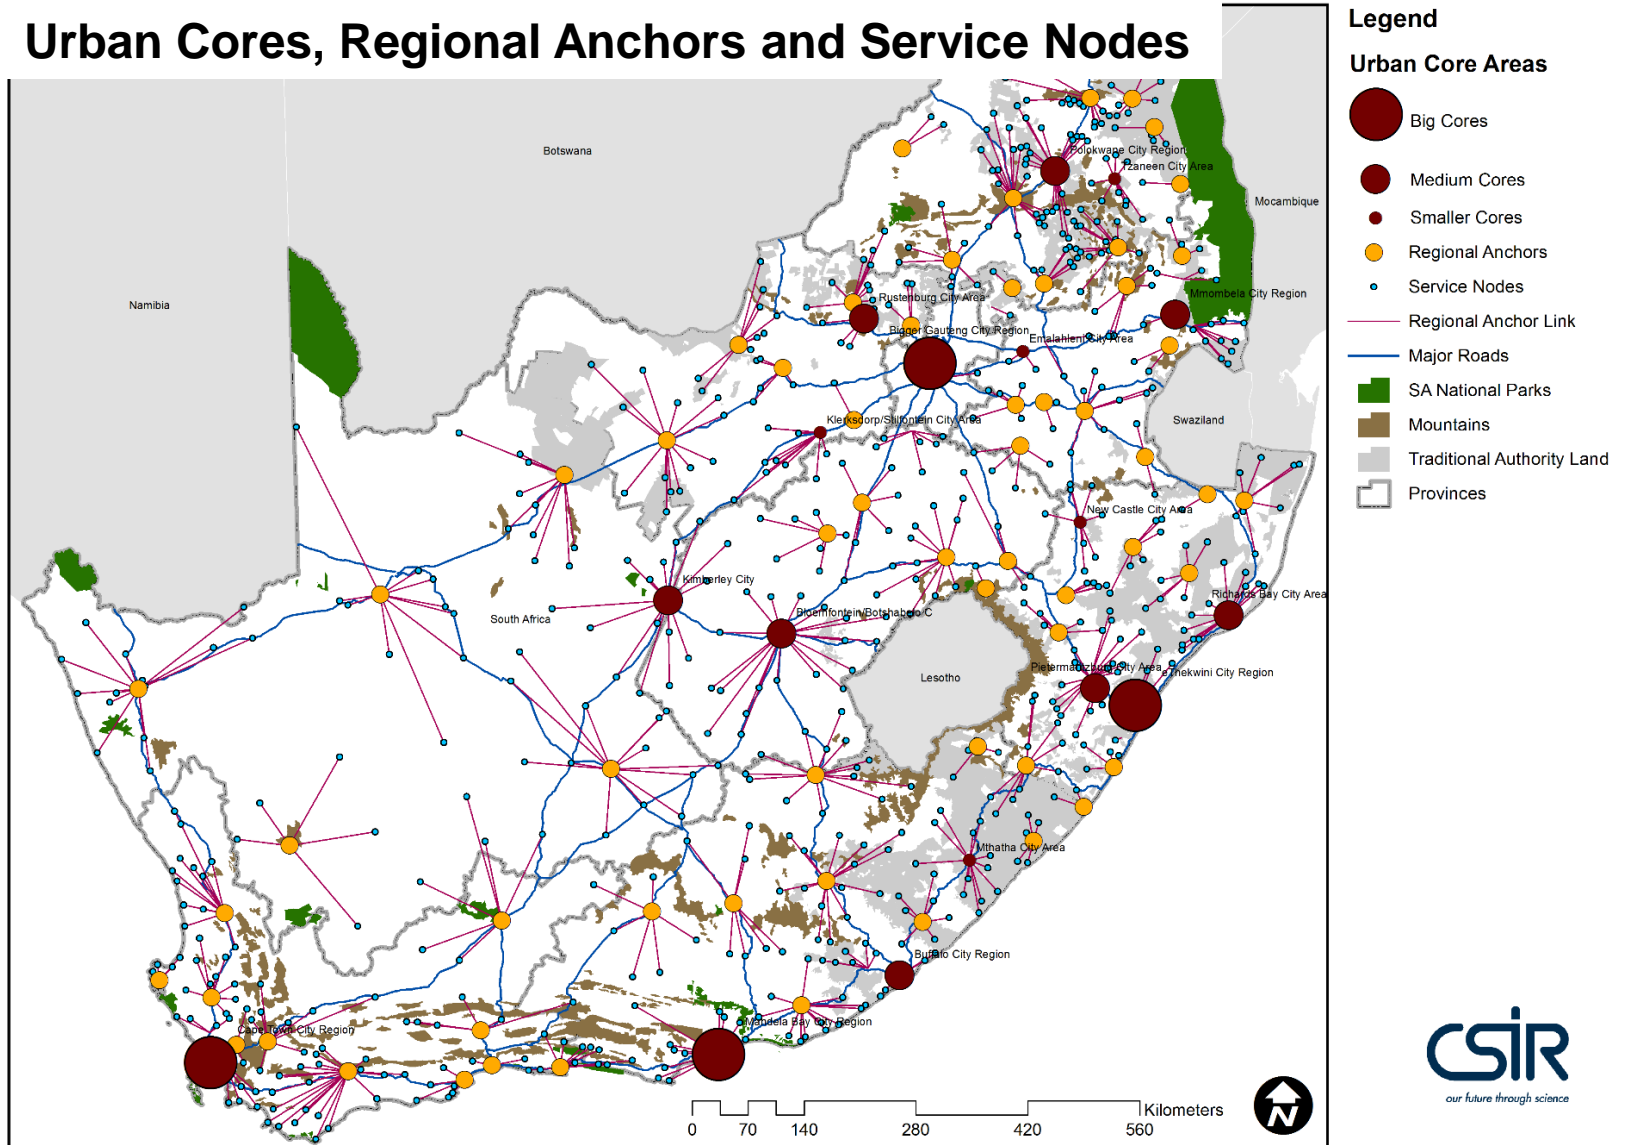 Urban Cores, Regional Anchors and Service Nodes
Legend
Urban Core Areas
Big Cores
Medium Cores
Smaller Cores
Regional Anchors
Service Nodes
Regional Anchor Link
Major Roads
SA National Parks
Mountains
Traditional Authority Land
Provinces
Botswana
Namibia
Mocambique
Swaziland
South Africa
Lesotho
Polokwane City Region
Tzaneen City Area
Mmombela City Region
Rustenburg City Area
Bigger Gauteng City Region
Emalahleni City Area
Klerksdorp/Stilfontein City Area
New Castle City Area
Kimberley City
Bloemfontein/Botshabelo C
Richards Bay City Area
Pietermaritzburg City Area
eThekwini City Region
Mthatha City Area
Buffalo City Region
Mandela Bay City Region
Cape Town City Region
0 70 140 280 420 560
Kilometers
N
CSIR
our future through science